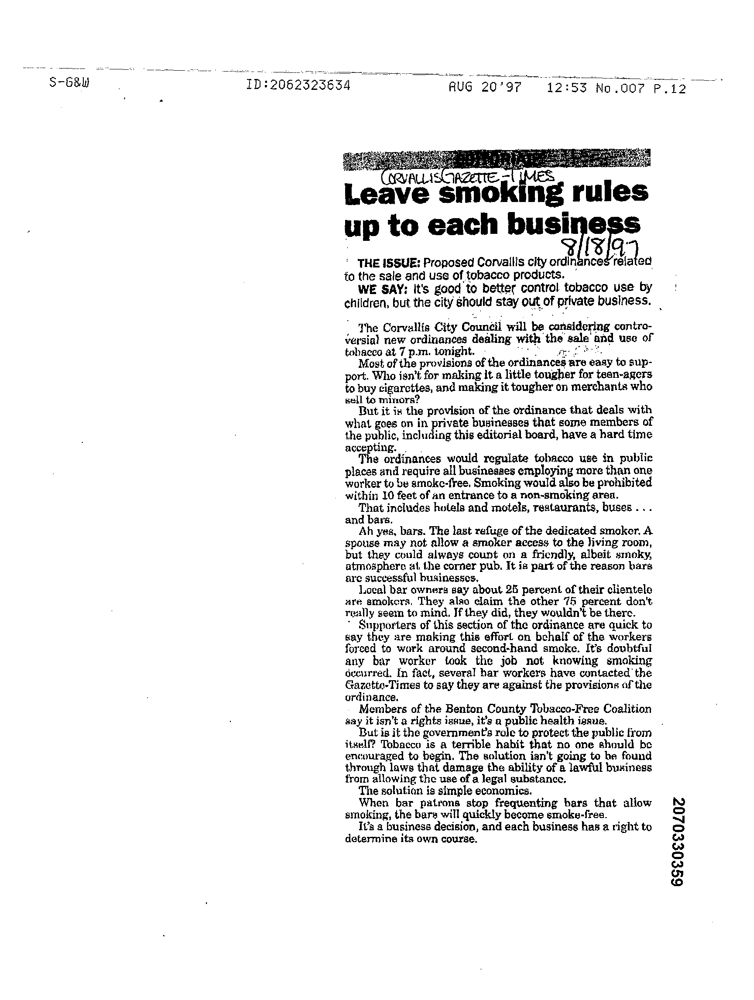 S-G&W ID:2062323634 AUG 20'97 12:53 No.007 P.12
EDITORIAL
CORVALLIS GAZETTE-TIMES
Leave smoking rules
up to each business
8/18/97
THE ISSUE: Proposed Corvallis city ordinances related
to the sale and use of tobacco products.
WE SAY: It's good to better control tobacco use by
children, but the city should stay out of private business.
The Corvallis City Council will be considering contro-
versial new ordinances dealing with the sale and use of
tobacco at 7 p.m. tonight.
Most of the provisions of the ordinances are easy to sup-
port. Who isn't for making it a little tougher for teen-agers
to buy cigarettes, and making it tougher on merchants who
sell to minors?
But it is the provision of the ordinance that deals with
what goes on in private businesses that some members of
the public, including this editorial board, have a hard time
accepting.
The ordinances would regulate tobacco use in public
places and require all businesses employing more than one
worker to be smoke-free. Smoking would also be prohibited
within 10 feet of an entrance to a non-smoking area.
That includes hotels and motels, restaurants, buses . . .
and bars.
Ah yes, bars. The last refuge of the dedicated smoker. A
spouse may not allow a smoker access to the living room,
but they could always count on a friendly, albeit smoky,
atmosphere at the corner pub. It is part of the reason bars
are successful businesses.
Local bar owners say about 25 percent of their clientele
are smokers. They also claim the other 75 percent don't
really seem to mind. If they did, they wouldn't be there.
Supporters of this section of the ordinance are quick to
say they are making this effort on behalf of the workers
forced to work around second-hand smoke. It's doubtful
any bar worker took the job not knowing smoking
occurred. In fact, several bar workers have contacted the
Gazette-Times to say they are against the provisions of the
ordinance.
Members of the Benton County Tobacco-Free Coalition
say it isn't a rights issue, it's a public health issue.
But is it the government's role to protect the public from
itself? Tobacco is a terrible habit that no one should be
encouraged to begin. The solution isn't going to be found
through laws that damage the ability of a lawful business
from allowing the use of a legal substance.
The solution is simple economics.
When bar patrons stop frequenting bars that allow
smoking, the bars will quickly become smoke-free.
It's a business decision, and each business has a right to
determine its own course.
2070330359